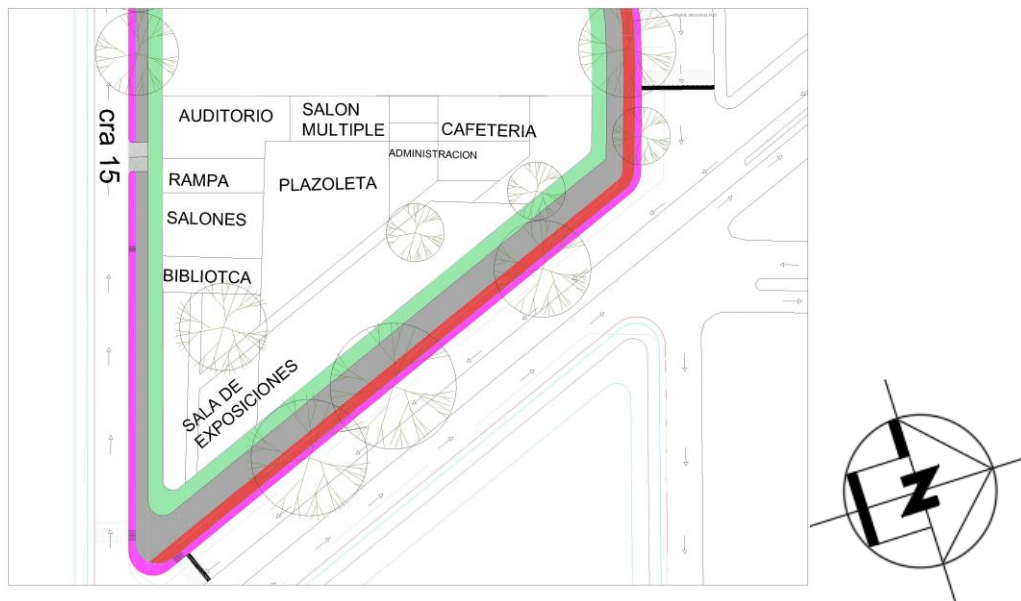 cra 15
AUDITORIO
SALON
MULTIPLE
CAFETERIA
ADMINISTRACION
RAMPA
PLAZOLETA
SALONES
BIBLIOTCA
SALA DE
EXPOSICIONES
N